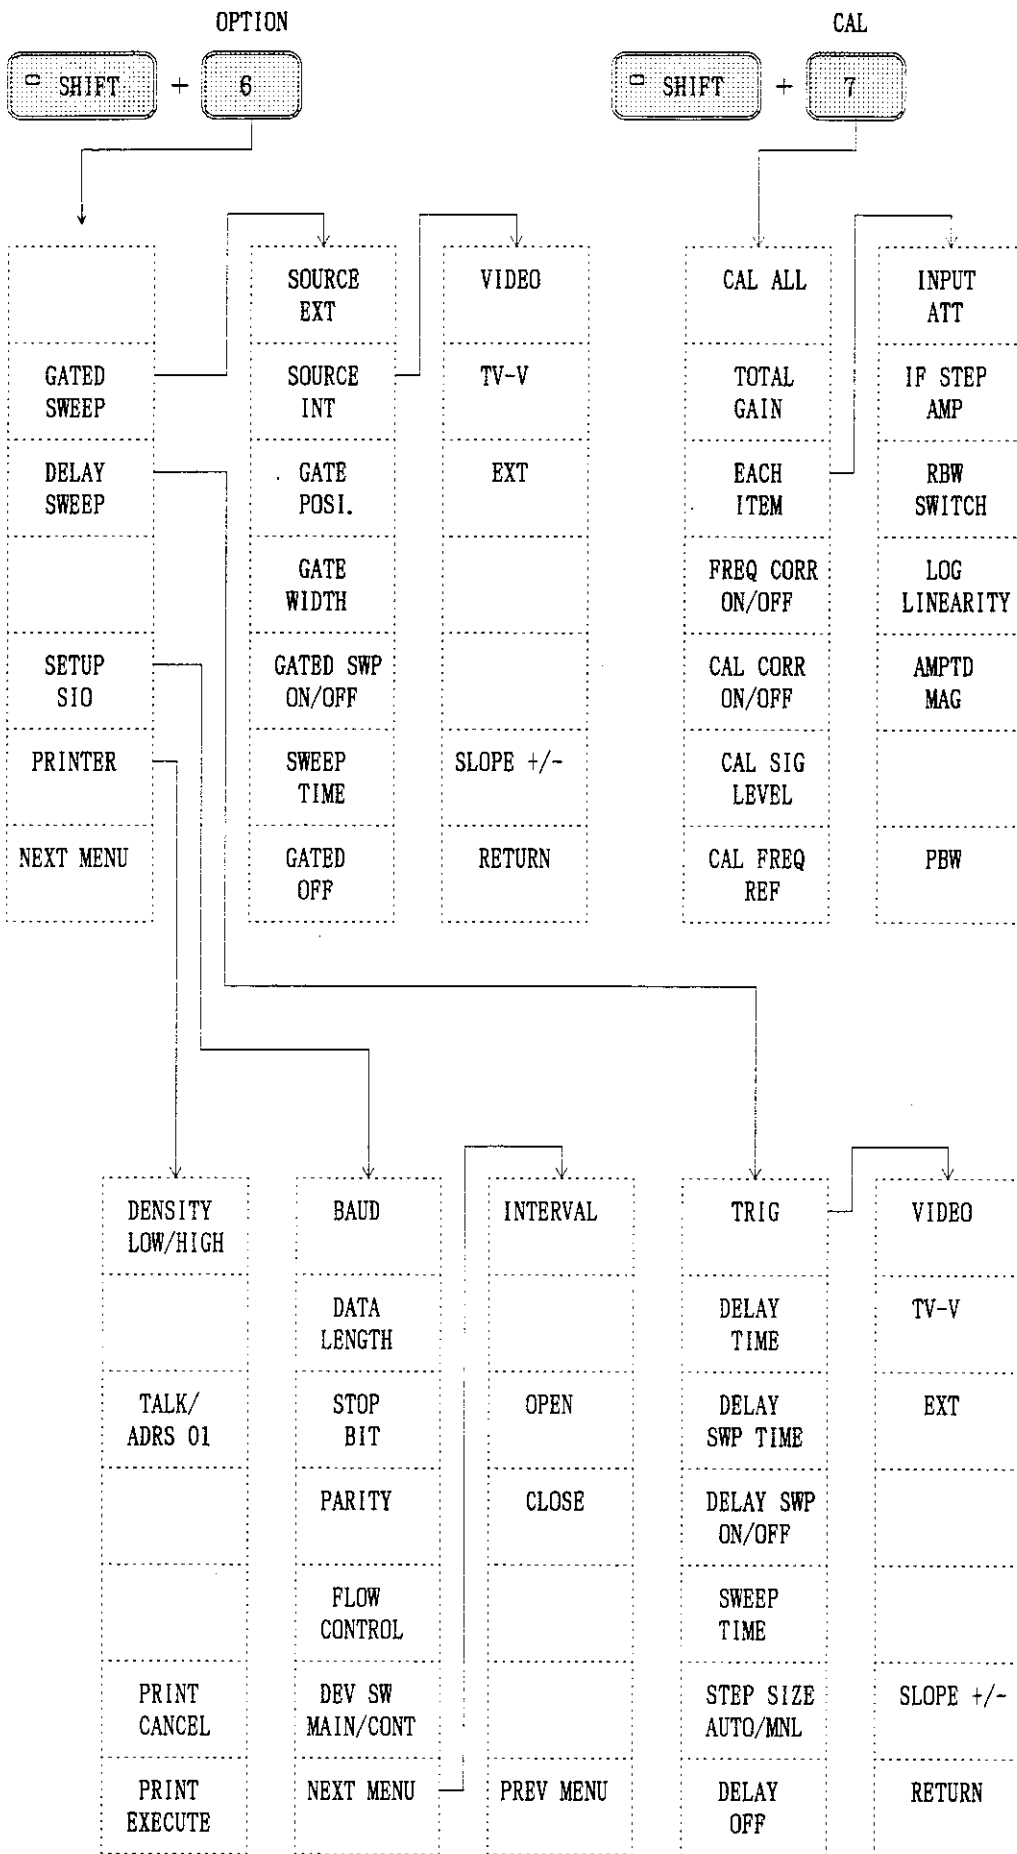 OPTION
SHIFT + 6
GATED
SWEEP
DELAY
SWEEP
SETUP
SIO
PRINTER
NEXT MENU
SOURCE
EXT
SOURCE
INT
GATE
POSI.
GATE
WIDTH
GATED SWP
ON/OFF
SWEEP
TIME
GATED
OFF
VIDEO
TV-V
EXT
SLOPE +/-
RETURN
CAL
SHIFT + 7
CAL ALL
TOTAL
GAIN
EACH
ITEM
FREQ CORR
ON/OFF
CAL CORR
ON/OFF
CAL SIG
LEVEL
CAL FREQ
REF
INPUT
ATT
IF STEP
AMP
RBW
SWITCH
LOG
LINEARITY
AMPTD
MAG
PBW
DENSITY
LOW/HIGH
TALK/
ADRS 01
PRINT
CANCEL
PRINT
EXECUTE
BAUD
DATA
LENGTH
STOP
BIT
PARITY
FLOW
CONTROL
DEV SW
MAIN/CONT
NEXT MENU
INTERVAL
OPEN
CLOSE
PREV MENU
TRIG
DELAY
TIME
DELAY
SWP TIME
DELAY SWP
ON/OFF
SWEEP
TIME
STEP SIZE
AUTO/MNL
DELAY
OFF
VIDEO
TV-V
EXT
SLOPE +/-
RETURN